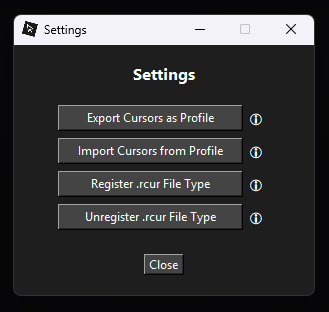 Settings
Settings
Export Cursors as Profile
Import Cursors from Profile
Register .rcur File Type
Unregister .rcur File Type
Close